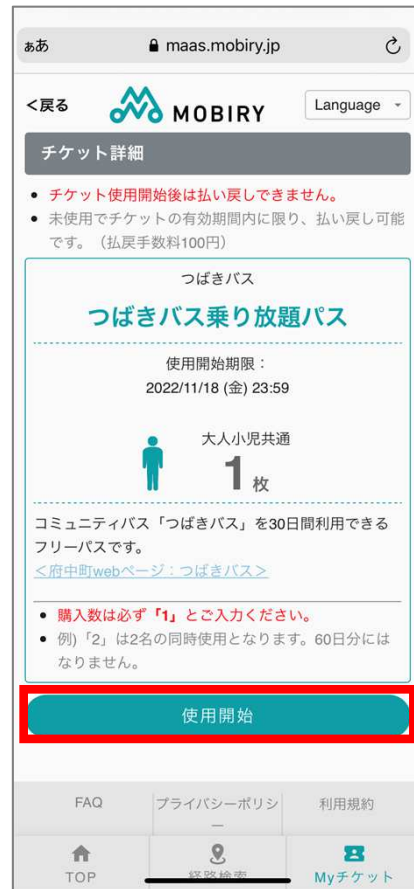 ぁあ maas.mobiry.jp
<戻る MOBIRY Language
チケット詳細
• チケット使用開始後は払い戻しできません。
• 未使用でチケットの有効期間内に限り、払い戻し可能
です。（払戻手数料100円）
つばきバス
つばきバス乗り放題パス
使用開始期限：
2022/11/18 (金) 23:59
大人小児共通
1 枚
コミュニティバス「つばきバス」を30日間利用できる
フリーパスです。
<府中町webページ：つばきバス>
• 購入数は必ず「1」とご入力ください。
• 例)「2」は2名の同時使用となります。60日分には
なりません。
使用開始
FAQ プライバシーポリシ 利用規約
ー
TOP 経路検索 Myチケット